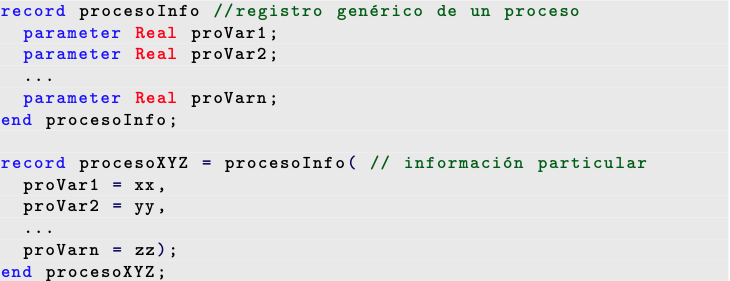 record procesoInfo //registro genérico de un proceso
  parameter Real proVar1;
  parameter Real proVar2;
  ...
  parameter Real proVarn;
end procesoInfo;

record procesoXYZ = procesoInfo( // información particular
  proVar1 = xx,
  proVar2 = yy,
  ...
  proVarn = zz);
end procesoXYZ;